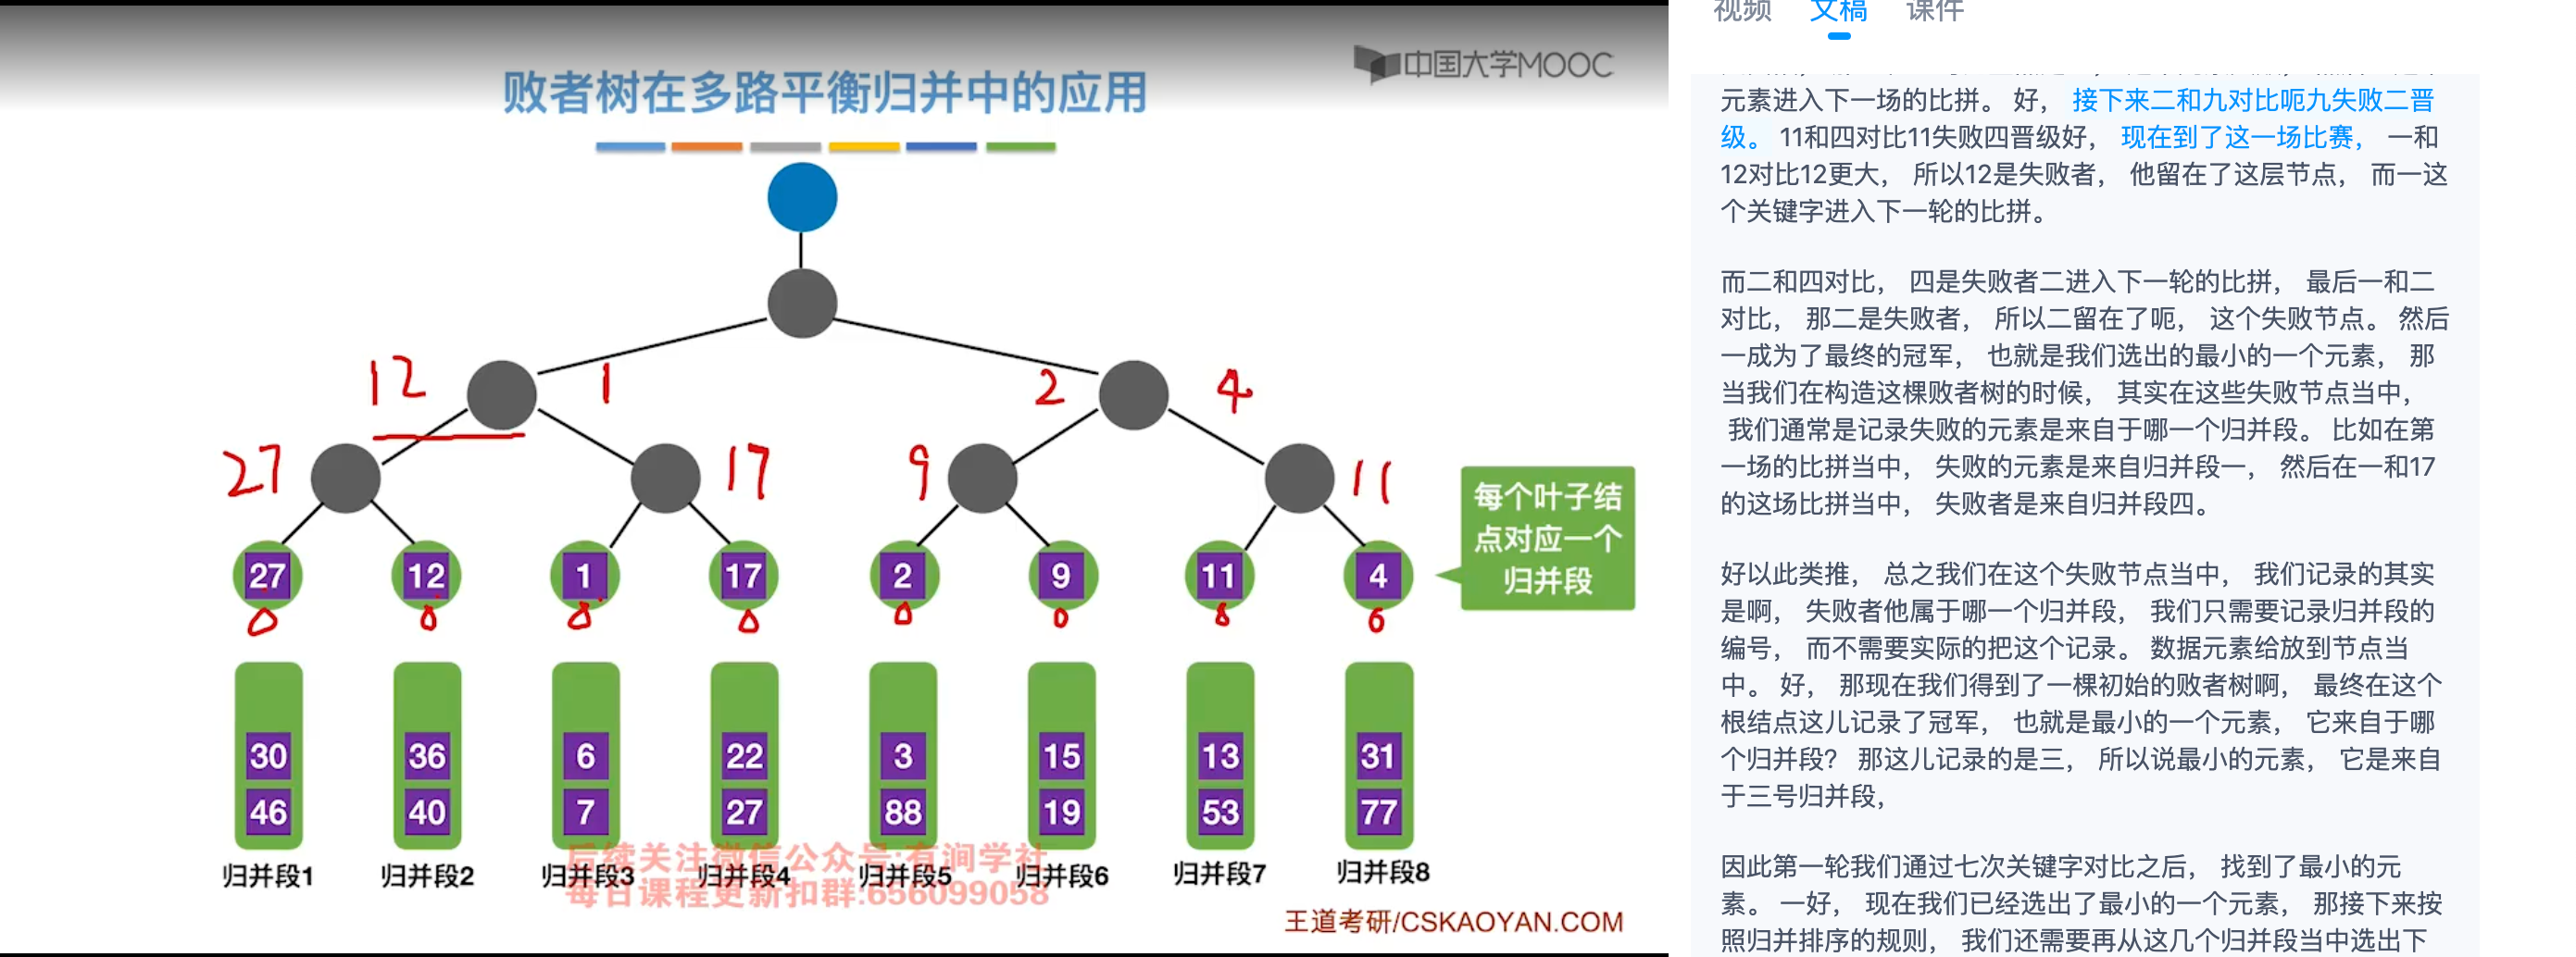 败者树在多路平衡归并中的应用
中国大学MOOC
12
1
2
4
27
17
9
11
27 12 1 17 2 9 11 4
每个叶子结
点对应一个
归并段
30 36 6 22 3 15 13 31
46 40 7 27 88 19 53 77
归并段1 归并段2 归并段3 归并段4 归并段5 归并段6 归并段7 归并段8
后续关注微信公众号:有润学社
每日课程更新扣群:656099058
王道考研/CSKAOYAN.COM
视频 文稿 课件
元素进入下一场的比拼。 好， 接下来二和九对比呃九失败二晋
级。 11和四对比11失败四晋级好， 现在到了这一场比赛， 一和
12对比12更大， 所以12是失败者， 他留在了这层节点， 而一这
个关键字进入下一轮的比拼。
而二和四对比， 四是失败者二进入下一轮的比拼， 最后一和二
对比， 那二是失败者， 所以二留在了呃， 这个失败节点。 然后
一成为了最终的冠军， 也就是我们选出的最小的一个元素， 那
当我们在构造这棵败者树的时候， 其实在这些失败节点当中，
我们通常是记录失败的元素是来自于哪一个归并段。 比如在第
一场的比拼当中， 失败的元素是来自归并段一， 然后在一和17
的这场比拼当中， 失败者是来自归并段四。
好以此类推， 总之我们在这个失败节点当中， 我们记录的其实
是啊， 失败者他属于哪一个归并段， 我们只需要记录归并段的
编号， 而不需要实际的把这个记录。 数据元素给放到节点当
中。 好， 那现在我们得到了一棵初始的败者树啊， 最终在这个
根结点这儿记录了冠军， 也就是最小的一个元素， 它来自于哪
个归并段? 那这儿记录的是三， 所以说最小的元素， 它是来自
于三号归并段，
因此第一轮我们通过七次关键字对比之后， 找到了最小的元
素。 一好， 现在我们已经选出了最小的一个元素， 那接下来按
照归并排序的规则， 我们还需要再从这几个归并段当中选出下